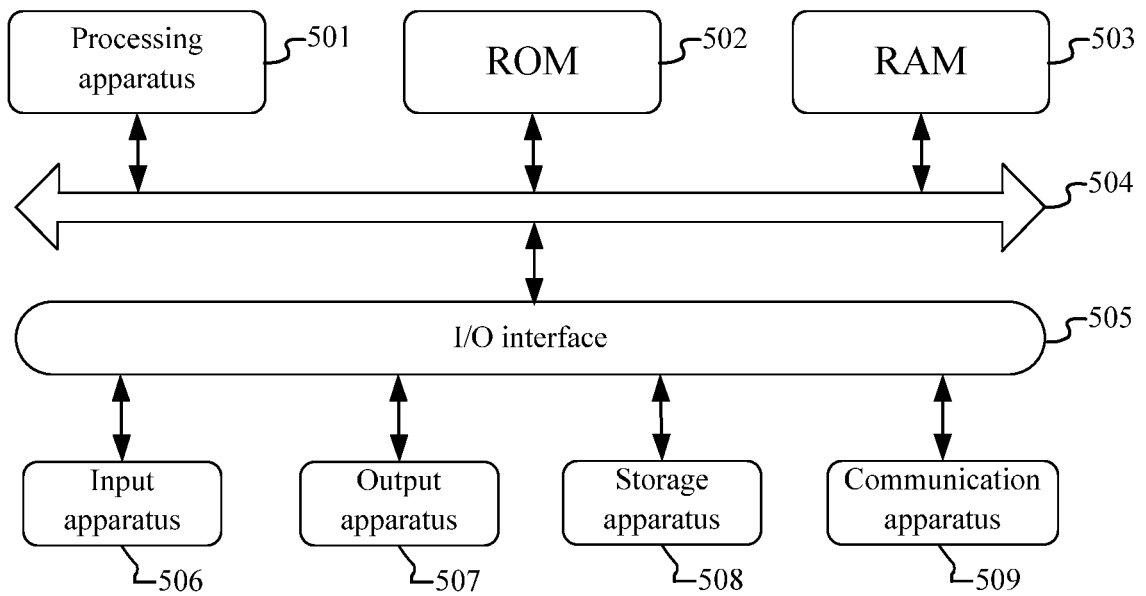 Processing
apparatus
501
ROM
502
RAM
503
504
I/O interface
505
Input
apparatus
506
Output
apparatus
507
Storage
apparatus
508
Communication
apparatus
509